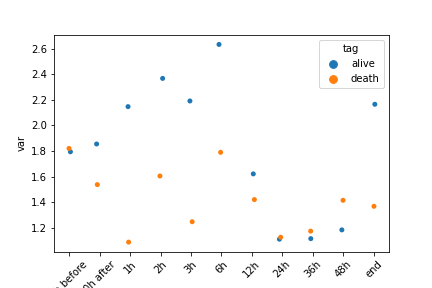 tag
alive
death
2.6
2.4
2.2
2.0
1.8
1.6
1.4
1.2
var
before
0h after
1h
2h
3h
6h
12h
24h
36h
48h
end